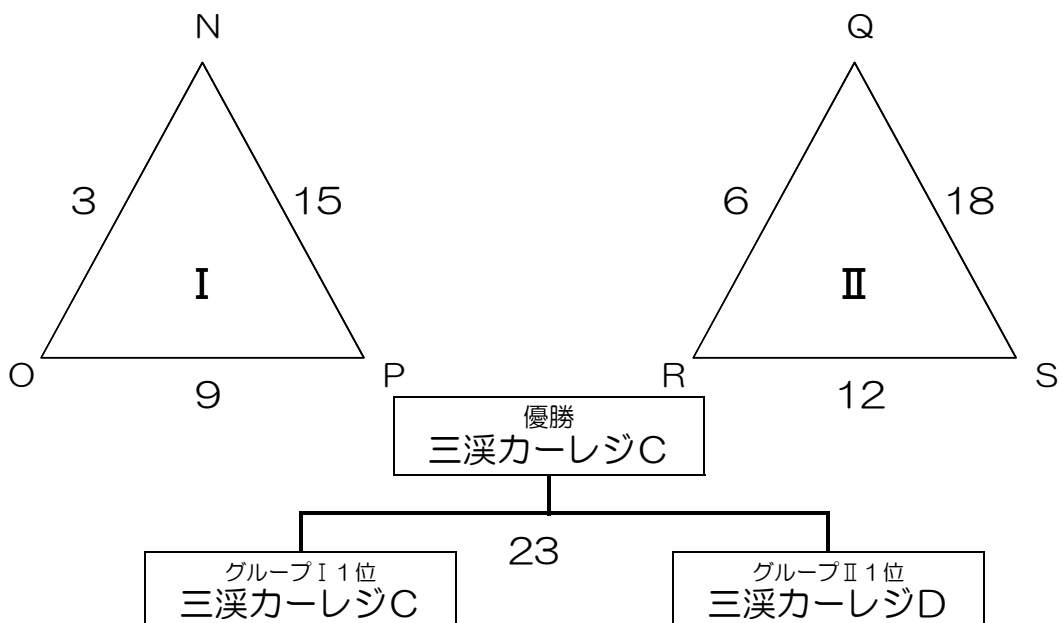 N
Q
3
15
6
18
Ⅰ
Ⅱ
O
9
P
R
12
S
優勝
三渓カーレジC
23
グループⅠ1位
三渓カーレジC
グループⅡ1位
三渓カーレジD